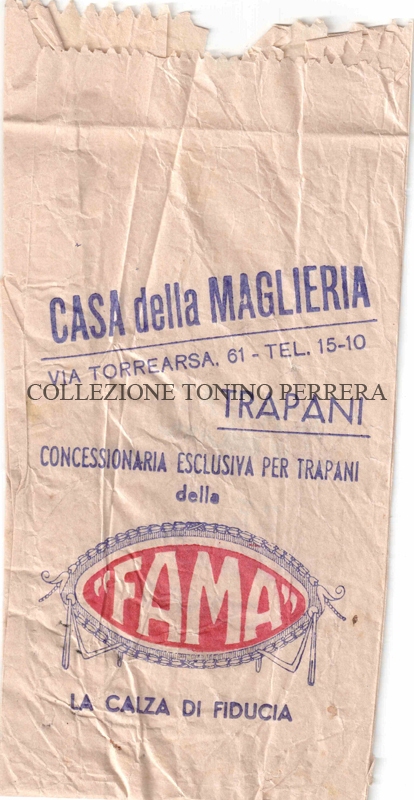 CASA della MAGLIERIA
VIA TORREARSA, 61 - TEL. 15-10
COLLEZIONE TONINO PERRERA
TRAPANI
CONCESSIONARIA ESCLUSIVA PER TRAPANI
della
"FAMA"
LA CALZA DI FIDUCIA